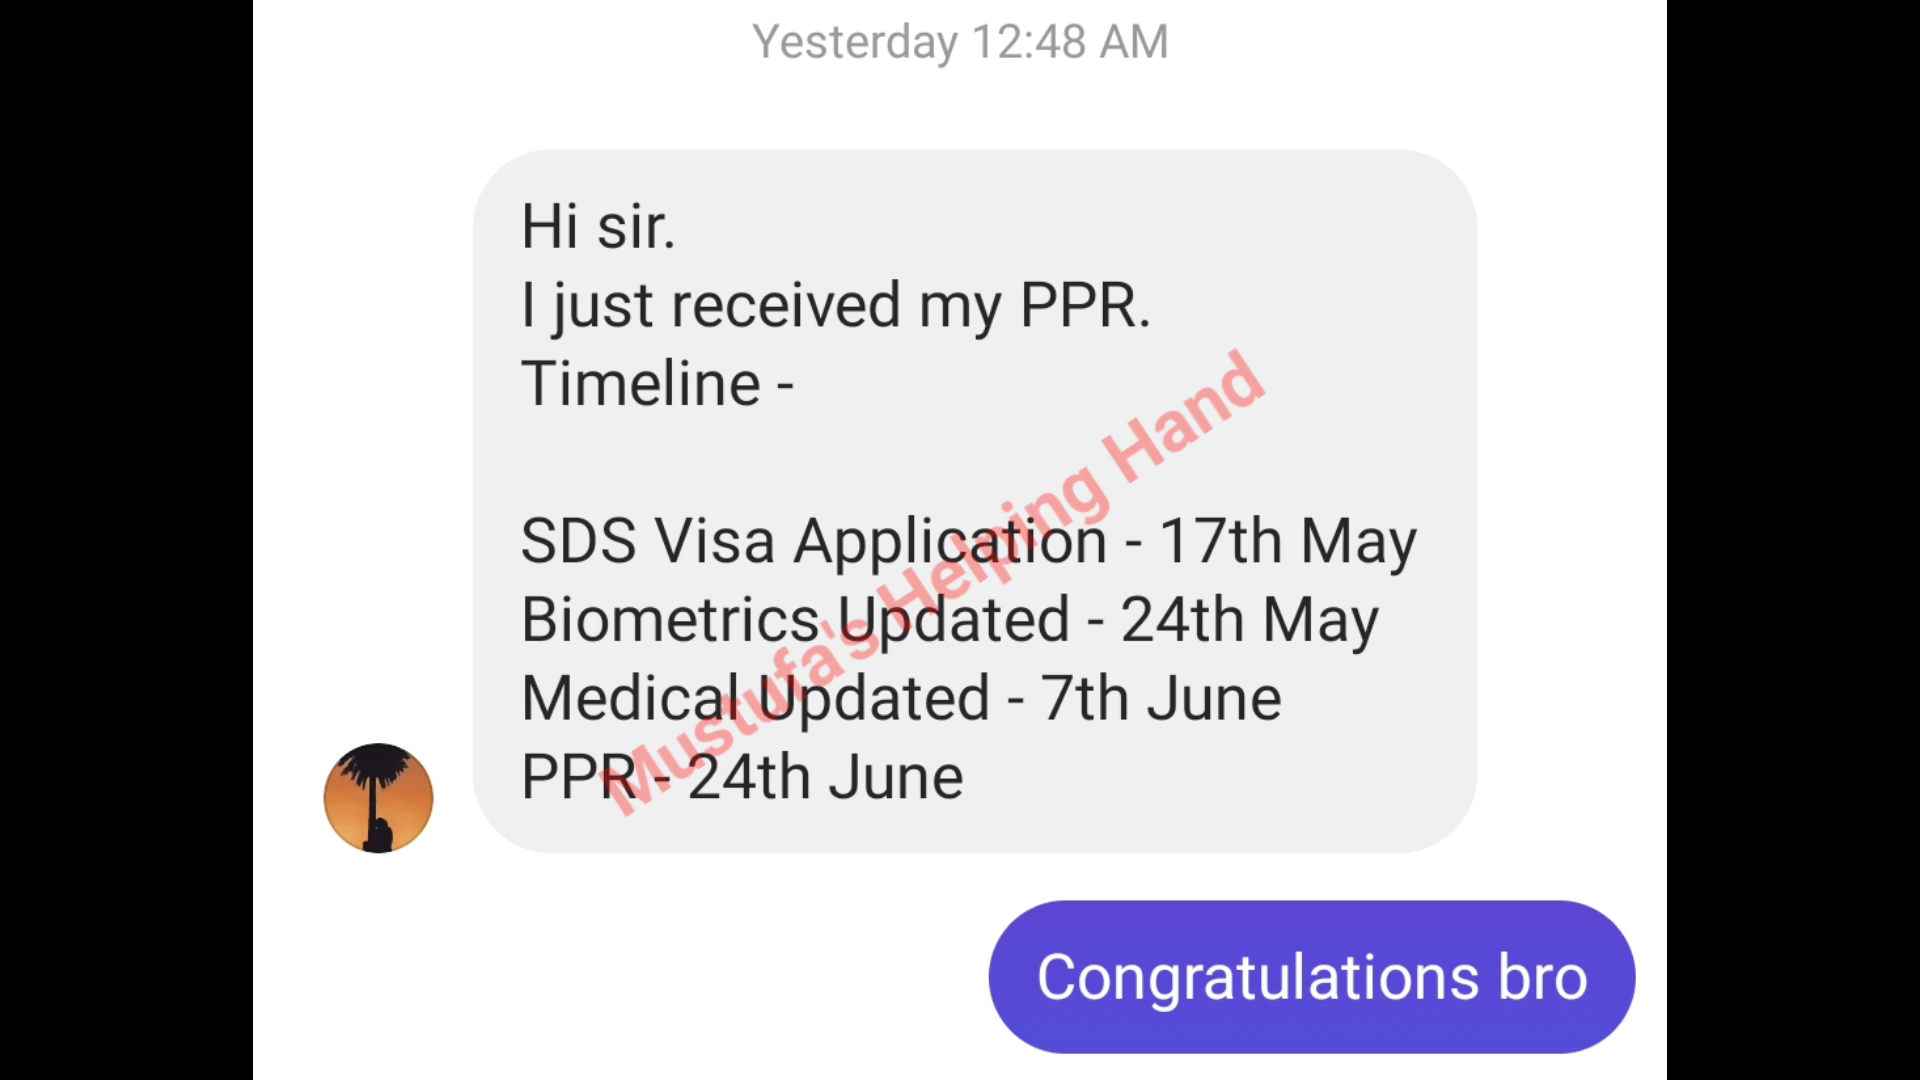 Yesterday 12:48 AM
Hi sir.
I just received my PPR.
Timeline -
SDS Visa Application - 17th May
Biometrics Updated - 24th May
Medical Updated - 7th June
PPR - 24th June
Mustufa's Helping Hand
Congratulations bro